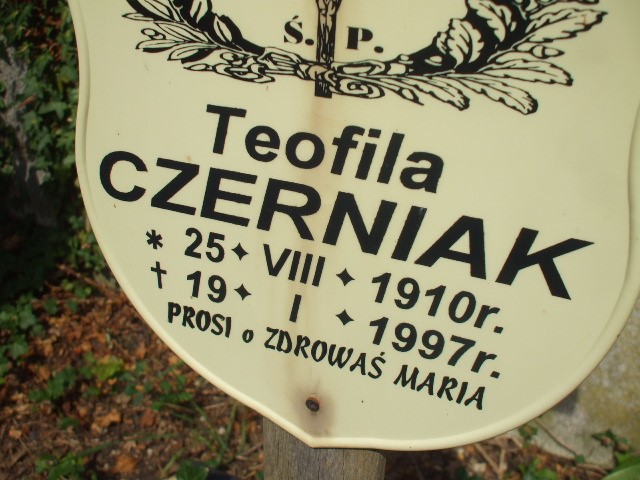 Ś. P.
Teofila
CZERNIAK
* 25 ✦ VIII ✦ 1910r.
† 19 ✦ I ✦ 1997r.
PROSI o ZDROWAŚ MARIA